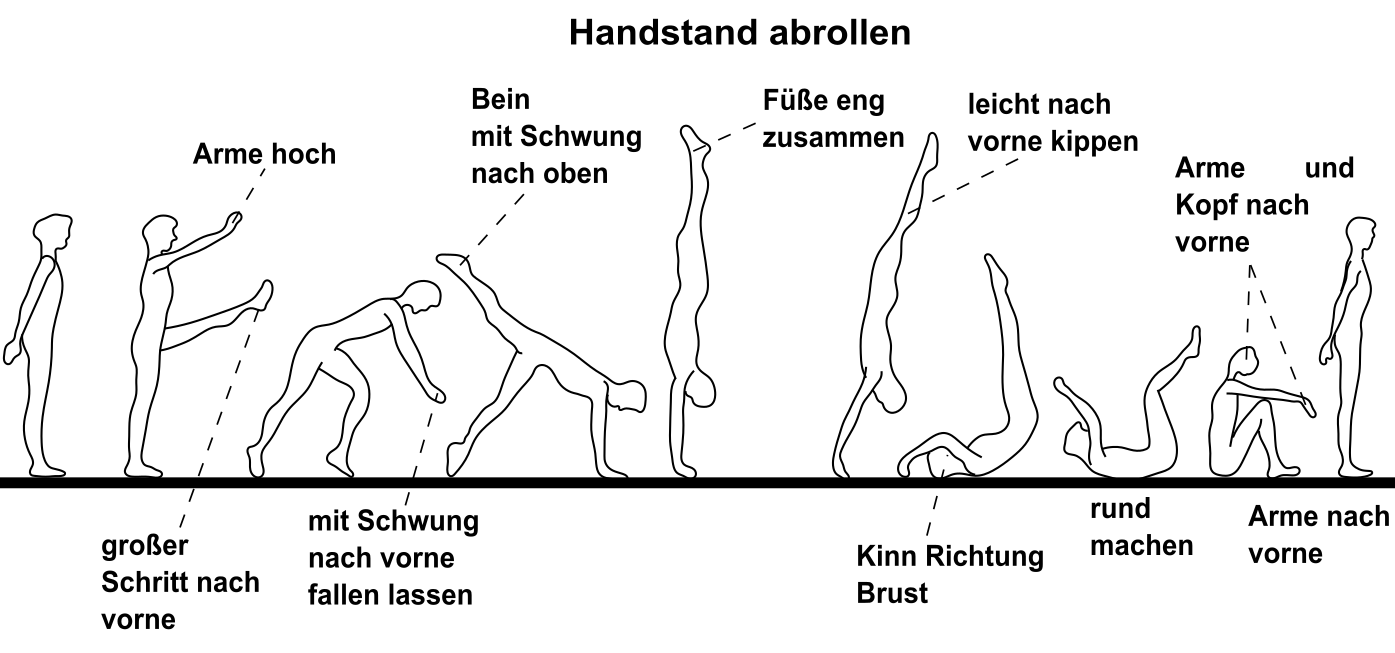 Handstand abrollen
Arme hoch
Bein
mit Schwung
nach oben
Füße eng
zusammen
leicht nach
vorne kippen
Arme und
Kopf nach
vorne
großer
Schritt nach
vorne
mit Schwung
nach vorne
fallen lassen
Kinn Richtung
Brust
rund
machen
Arme nach
vorne